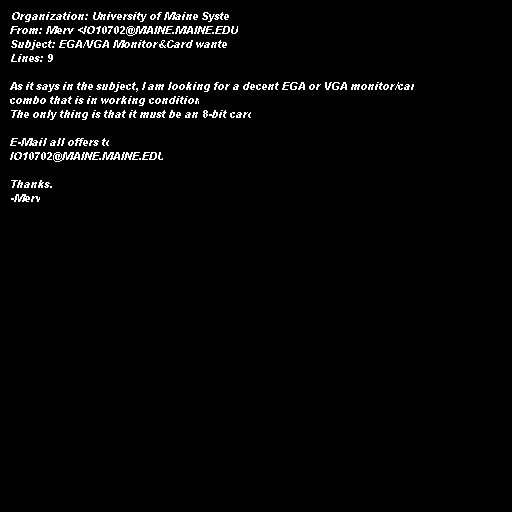 Organization: University of Maine Syste
From: Merv <IO10702@MAINE.MAINE.EDU
Subject: EGA/VGA Monitor&Card wante
Lines: 9

As it says in the subject, I am looking for a decent EGA or VGA monitor/car
combo that is in working condition
The only thing is that it must be an 8-bit card

E-Mail all offers to
IO10702@MAINE.MAINE.EDU

Thanks.
-Merv